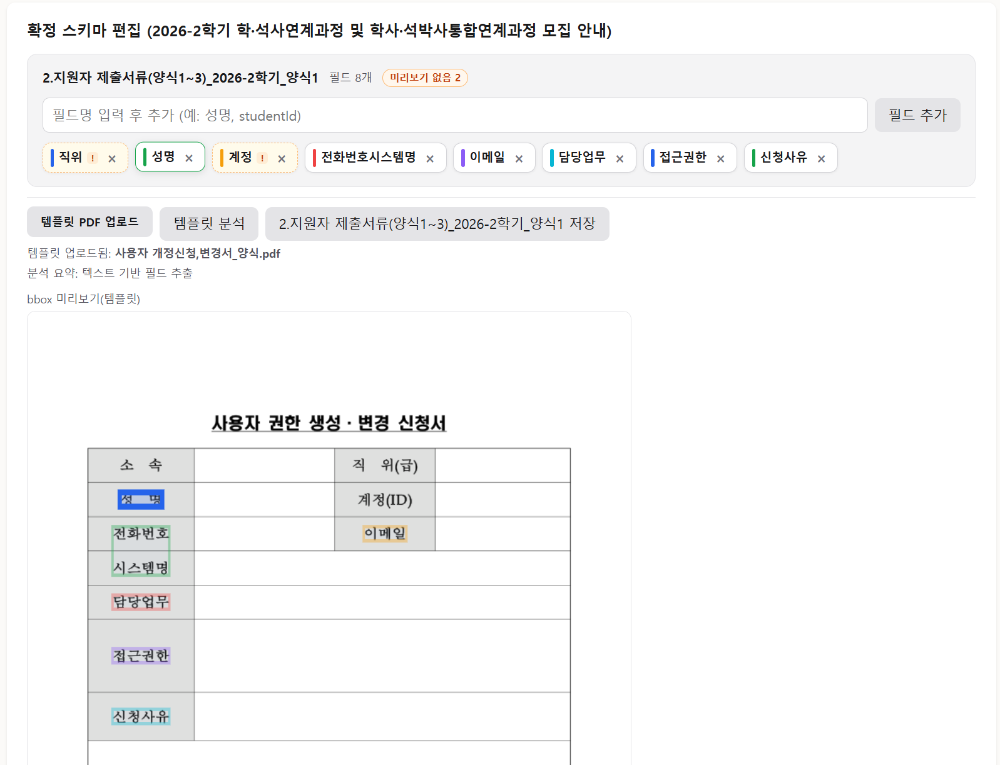 확정 스키마 편집 (2026-2학기 학·석사연계과정 및 학사·석박사통합연계과정 모집 안내)
2.지원자 제출서류(양식1~3)_2026-2학기_양식1 필드 8개 미리보기 없음 2
필드명 입력 후 추가 (예: 성명, studentId) 필드 추가
직위 ! × 성명 × 계정 ! × 전화번호시스템명 × 이메일 × 담당업무 × 접근권한 × 신청사유 ×
템플릿 PDF 업로드 템플릿 분석 2.지원자 제출서류(양식1~3)_2026-2학기_양식1 저장
템플릿 업로드됨: 사용자 개정신청,변경서_양식.pdf
분석 요약: 텍스트 기반 필드 추출
bbox 미리보기(템플릿)
사용자 권한 생성 · 변경 신청서
소 속 직 위(급)
성 명 계정(ID)
전화번호 이메일
시스템명
담당업무
접근권한
신청사유